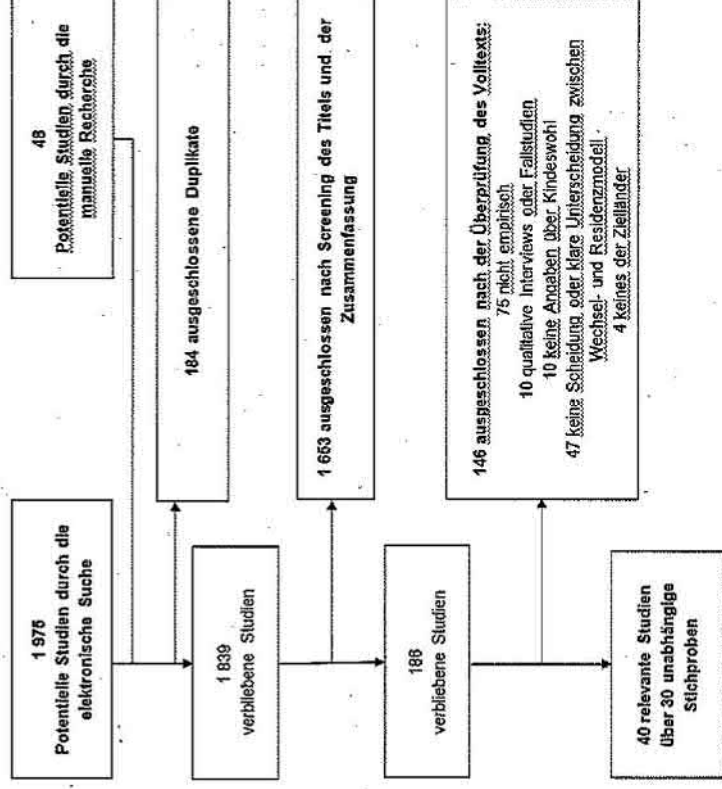 1 975
Potentielle Studien durch die
elektronische Suche
48
Potentielle Studien durch die
manuelle Recherche
184 ausgeschlossene Duplikate
1 839
verbliebene Studien
1 653 ausgeschlossen nach Screening des Titels und der
Zusammenfassung
186
verbliebene Studien
146 ausgeschlossen nach der Überprüfung des Volltexts:
75 nicht empirisch
10 qualitative Interviews oder Fallstudien
10 keine Angaben über Kindeswohl
47 keine Scheidung oder klare Unterscheidung zwischen
Wechsel- und Residenzmodell
4 keines der Zielländer
40 relevante Studien
über 30 unabhängige
Stichproben